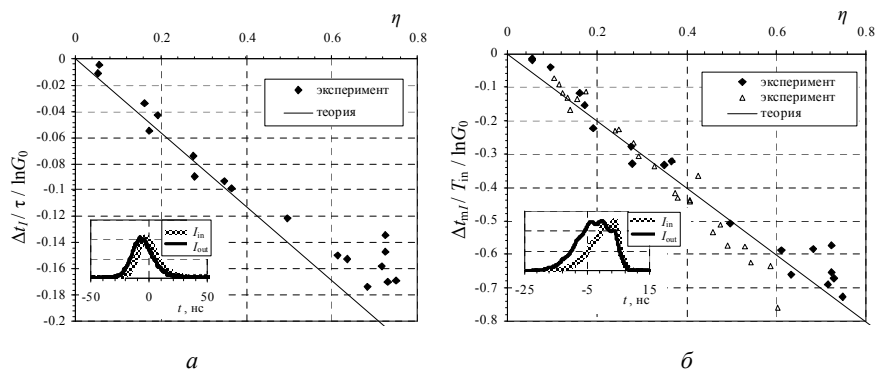 η
0 0.2 0.4 0.6 0.8
0
-0.02
-0.04
-0.06
-0.08
-0.1
-0.12
-0.14
-0.16
-0.18
-0.2
Δt_I / τ / lnG_0
эксперимент
теория
I_in
I_out
-50 0 50
t , нс
а
η
0 0.2 0.4 0.6 0.8
0
-0.1
-0.2
-0.3
-0.4
-0.5
-0.6
-0.7
-0.8
Δt_mI / T_in / lnG_0
эксперимент
эксперимент
теория
I_in
I_out
-25 -5 15
t , нс
б